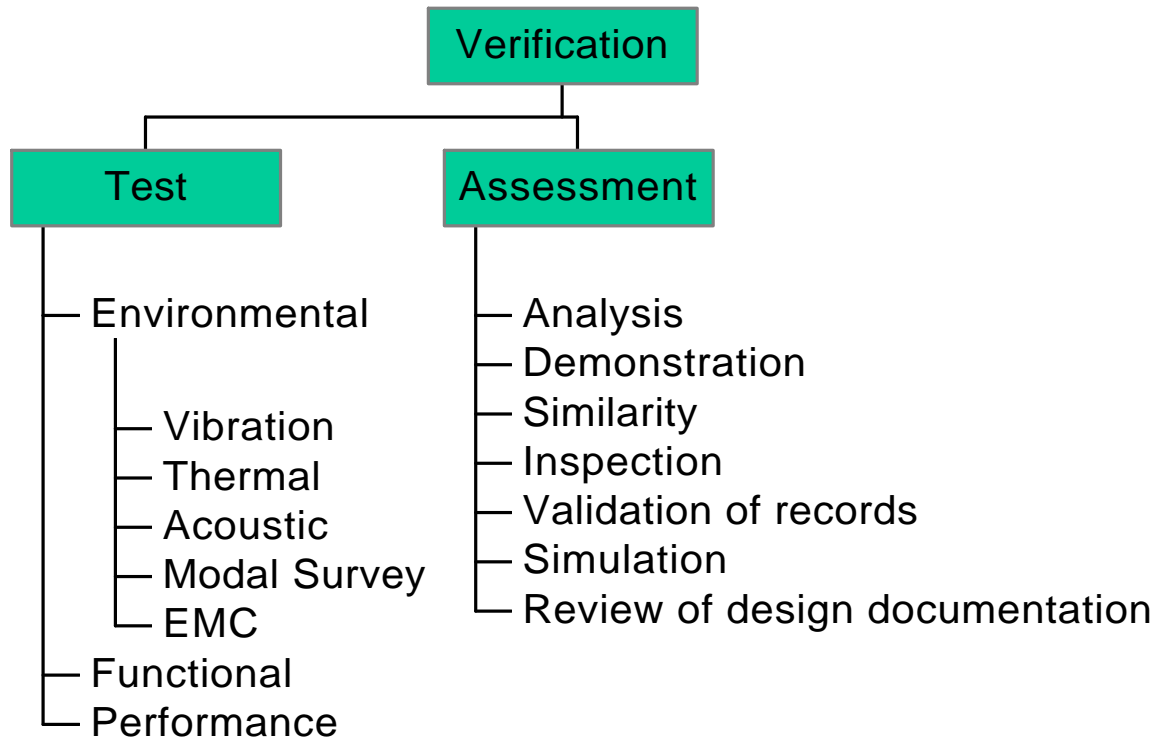 Verification
Test
Environmental
Vibration
Thermal
Acoustic
Modal Survey
EMC
Functional
Performance
Assessment
Analysis
Demonstration
Similarity
Inspection
Validation of records
Simulation
Review of design documentation